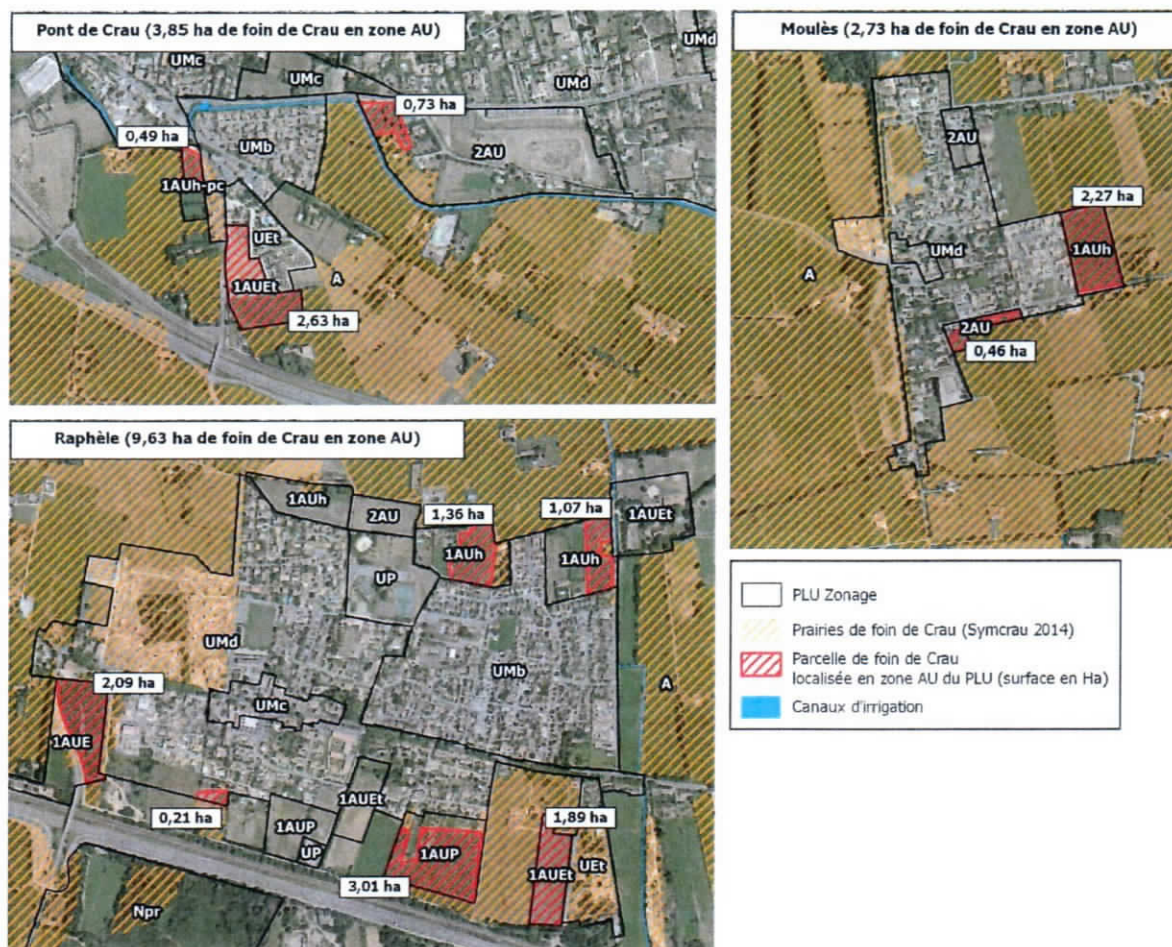 Pont de Crau (3,85 ha de foin de Crau en zone AU)
UMc
UMc
UMd
UMd
0,73 ha
0,49 ha
UMb
2AU
1AUh-pc
UEt
A
1AUEt
2,63 ha
Moulès (2,73 ha de foin de Crau en zone AU)
2AU
2,27 ha
1AUh
UMd
A
2AU
0,46 ha
Raphèle (9,63 ha de foin de Crau en zone AU)
1AUh
2AU
1,36 ha
1,07 ha
1AUEt
1AUh
1AUh
UP
UMd
UMb
A
2,09 ha
UMc
1AUE
1AUEt
0,21 ha
1AUP
1,89 ha
UP
1AUP
1AUEt
UEt
3,01 ha
Npr
PLU Zonage
Prairies de foin de Crau (Symcrau 2014)
Parcelle de foin de Crau
localisée en zone AU du PLU (surface en Ha)
Canaux d'irrigation